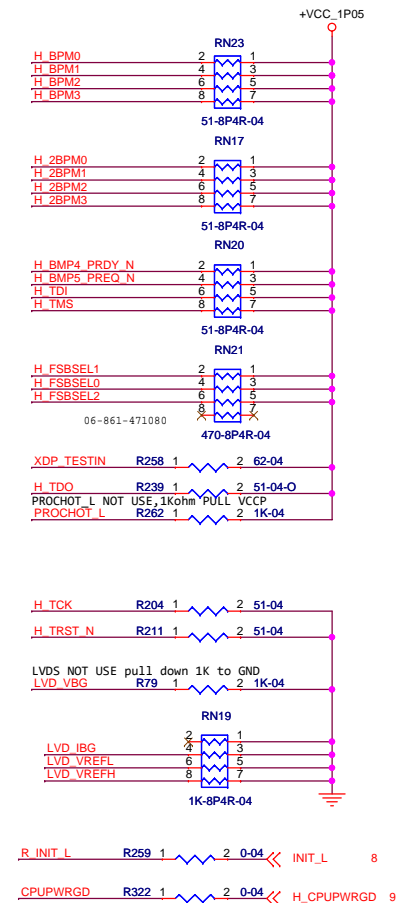 +VCC_1P05
RN23
H_BPM0 2 1
H_BPM1 4 3
H_BPM2 6 5
H_BPM3 8 7
51-8P4R-04
RN17
H_2BPM0 2 1
H_2BPM1 4 3
H_2BPM2 6 5
H_2BPM3 8 7
51-8P4R-04
RN20
H_BMP4_PRDY_N 2 1
H_BMP5_PREQ_N 4 3
H_TDI 6 5
H_TMS 8 7
51-8P4R-04
RN21
H_FSBSEL1 2 1
H_FSBSEL0 4 3
H_FSBSEL2 6 5
8 7
06-861-471080
470-8P4R-04
XDP_TESTIN R258 1 2 62-04
H_TDO R239 1 2 51-04-O
PROCHOT_L NOT USE,1Kohm PULL VCCP
PROCHOT_L R262 1 2 1K-04
H_TCK R204 1 2 51-04
H_TRST_N R211 1 2 51-04
LVDS NOT USE pull down 1K to GND
LVD_VBG R79 1 2 1K-04
RN19
2 1
LVD_IBG 4 3
LVD_VREFL 6 5
LVD_VREFH 8 7
1K-8P4R-04
R_INIT_L R259 1 2 0-04 INIT_L 8
CPUPWRGD R322 1 2 0-04 H_CPUPWRGD 9